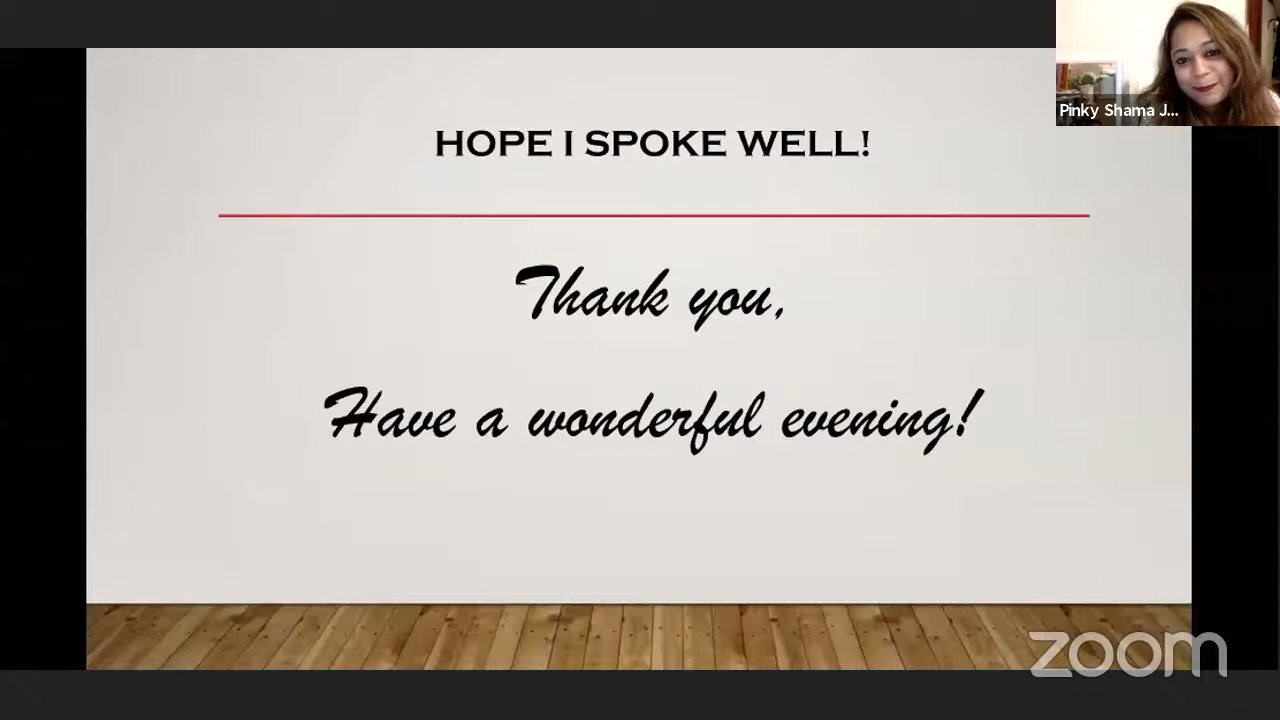 Pinky Shama J...
HOPE I SPOKE WELL!
Thank you,
Have a wonderful evening!
zoom